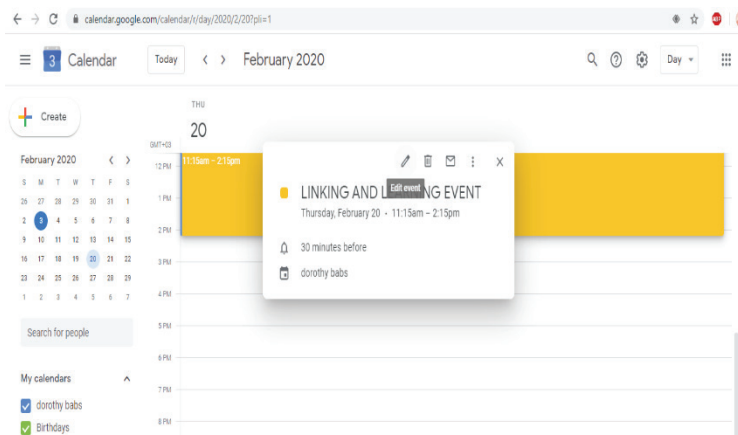 calendar.google.com/calendar/r/day/2020/2/20?pli=1
3 Calendar Today February 2020 Day
Create
THU
20
GMT+03
February 2020
S M T W T F S
26 27 28 29 30 31 1
2 3 4 5 6 7 8
9 10 11 12 13 14 15
16 17 18 19 20 21 22
23 24 25 26 27 28 29
1 2 3 4 5 6 7
Search for people
My calendars
dorothy babs
Birthdays
11:15am – 2:15pm
12 PM
1 PM
2 PM
3 PM
4 PM
5 PM
6 PM
7 PM
8 PM
Edit event
LINKING AND LEARNING EVENT
Thursday, February 20 · 11:15am – 2:15pm
30 minutes before
dorothy babs